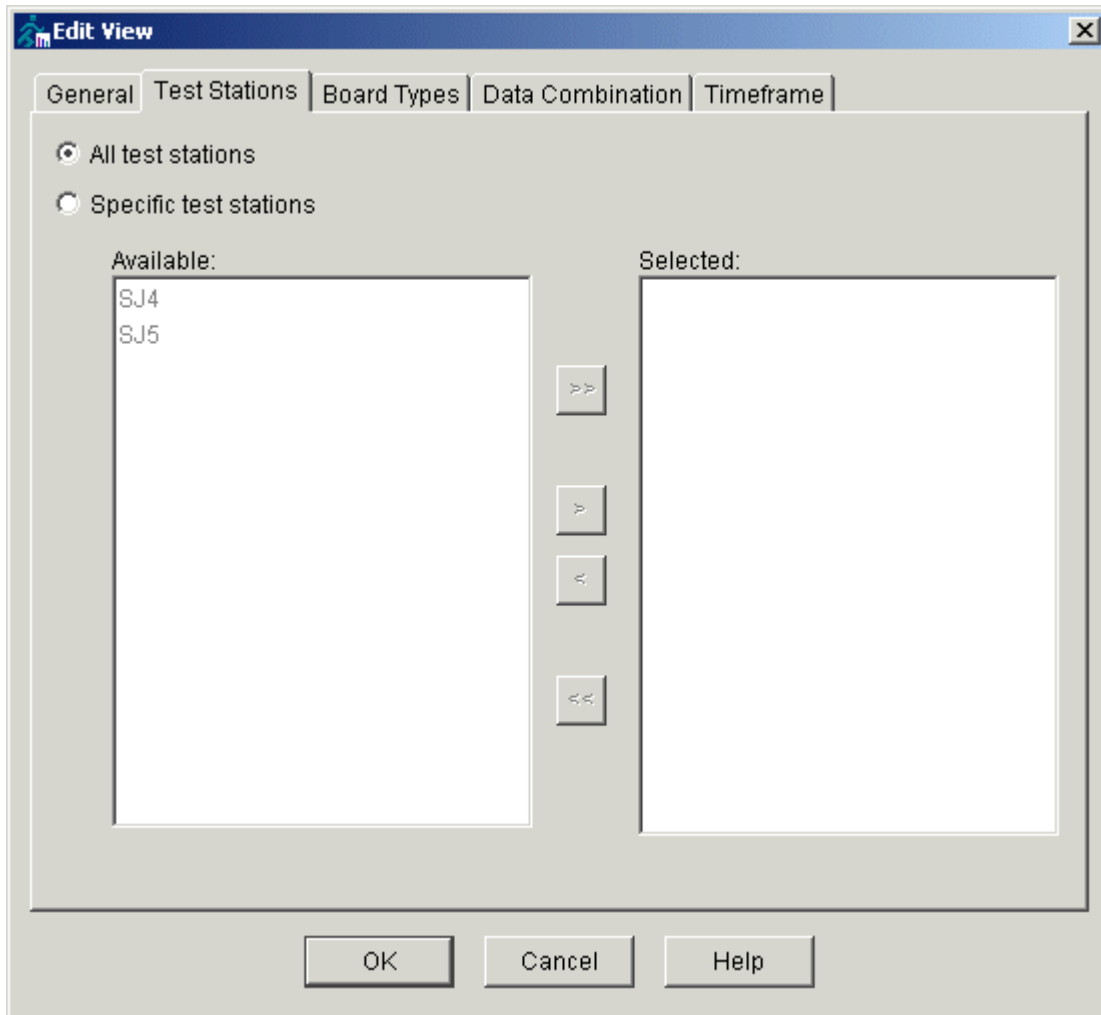 Edit View
General Test Stations Board Types Data Combination Timeframe
All test stations
Specific test stations
Available: Selected:
SJ4
SJ5
>>
>
<
<<
OK Cancel Help